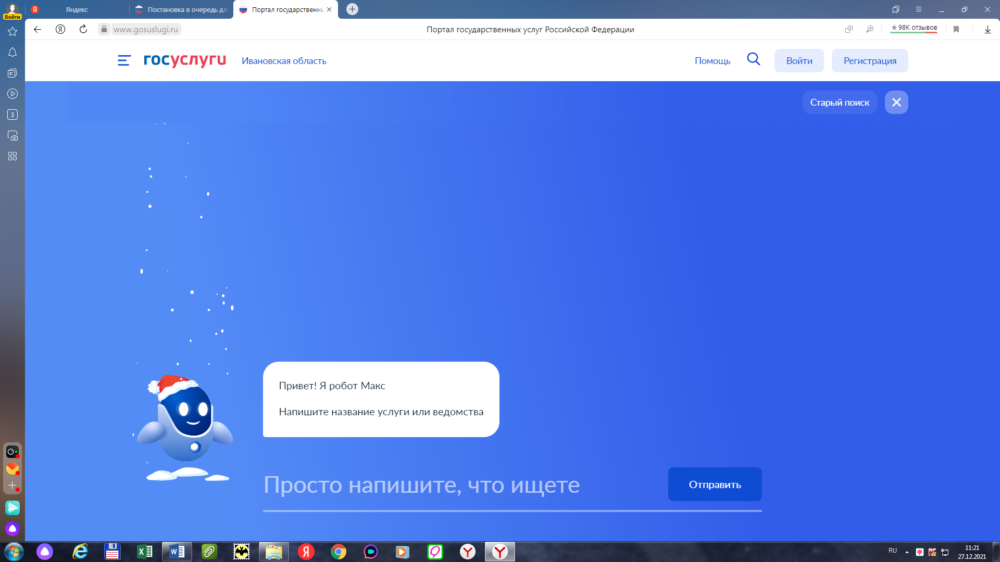 Яндекс
Постановка в очередь дл
Портал государственны
Войти
www.gosuslugi.ru
Портал государственных услуг Российской Федерации
98K отзывов
госуслуги
Ивановская область
Помощь
Войти
Регистрация
Старый поиск
3
Привет! Я робот Макс
Напишите название услуги или ведомства
Просто напишите, что ищете
Отправить
RU
11:21
27.12.2021